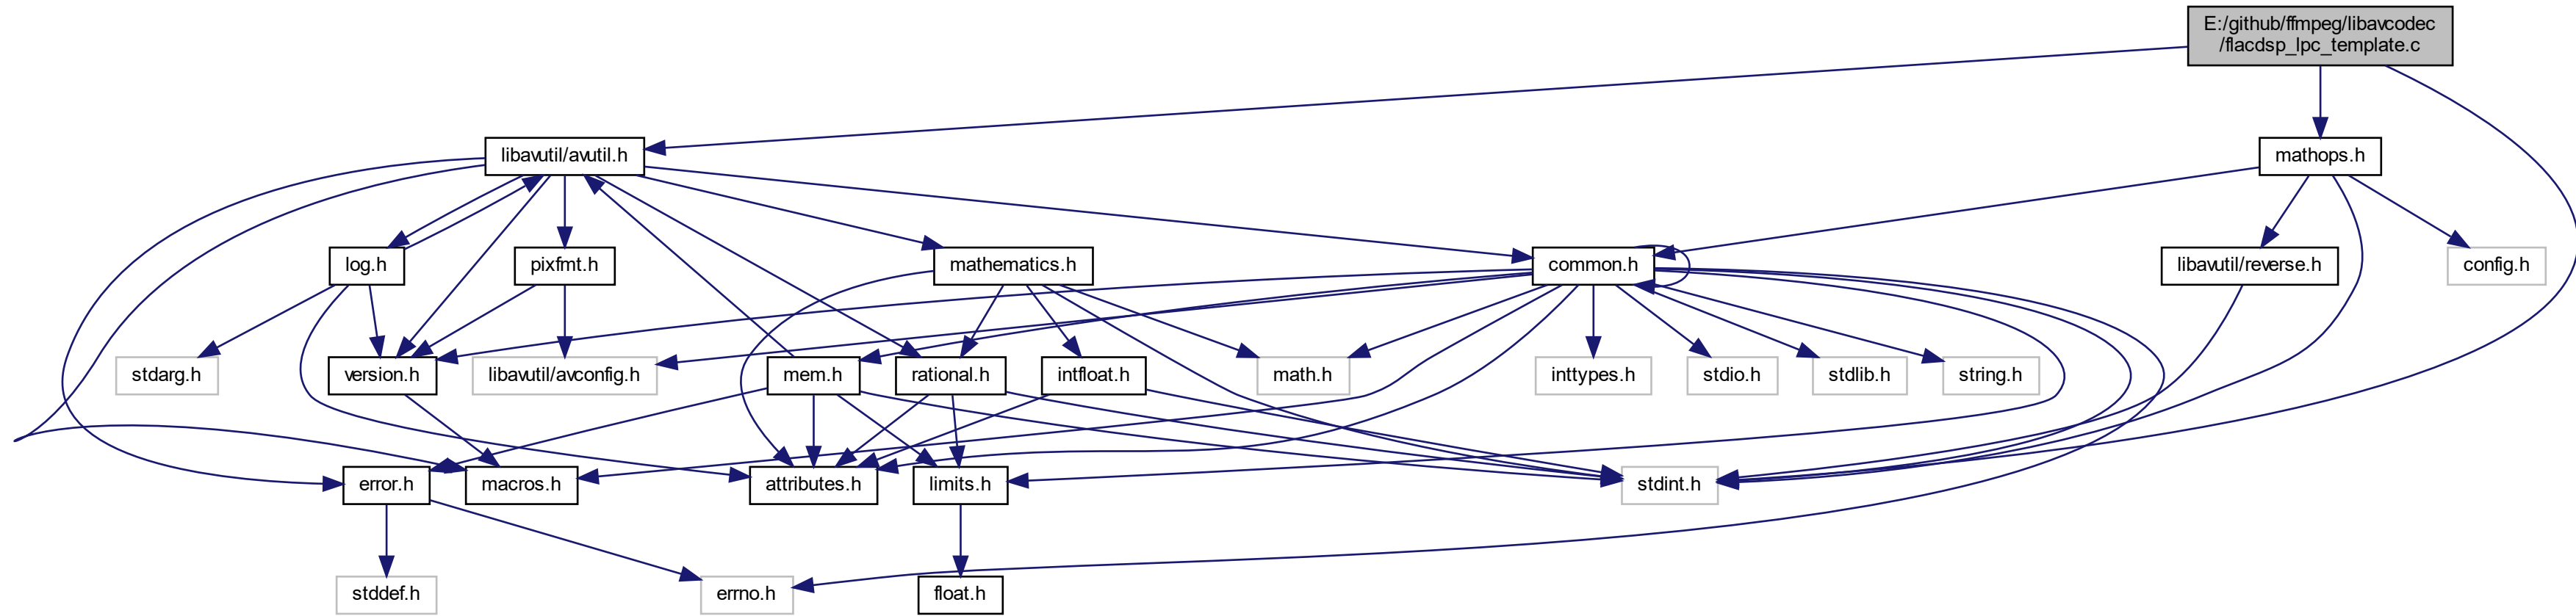 E:/github/ffmpeg/libavcodec
/flacdsp_lpc_template.c
libavutil/avutil.h
mathops.h
log.h
pixfmt.h
mathematics.h
common.h
libavutil/reverse.h
config.h
stdarg.h
version.h
libavutil/avconfig.h
mem.h
rational.h
intfloat.h
math.h
inttypes.h
stdio.h
stdlib.h
string.h
error.h
macros.h
attributes.h
limits.h
stdint.h
stddef.h
errno.h
float.h